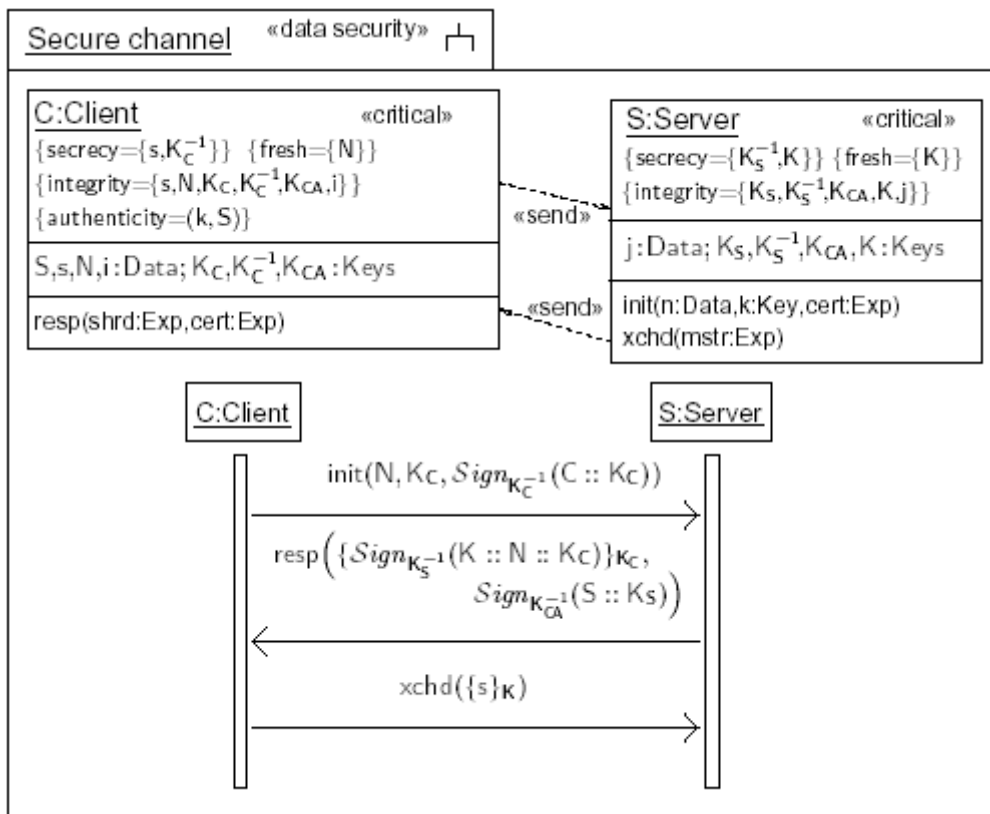 Secure channel «data security»
C:Client «critical»
{secrecy={s,K_C^{-1}}} {fresh={N}}
{integrity={s,N,K_C,K_C^{-1},K_CA,i}}
{authenticity=(k,S)}
S,s,N,i:Data; K_C,K_C^{-1},K_CA:Keys
resp(shrd:Exp,cert:Exp)
«send»
«send»
S:Server «critical»
{secrecy={K_S^{-1},K}} {fresh={K}}
{integrity={K_S,K_S^{-1},K_CA,K,j}}
j:Data; K_S,K_S^{-1},K_CA,K:Keys
init(n:Data,k:Key,cert:Exp)
xchd(mstr:Exp)
C:Client
S:Server
init(N,K_C,Sign_{K_C^{-1}}(C::K_C))
resp({Sign_{K_S^{-1}}(K::N::K_C)}_{K_C},
Sign_{K_CA^{-1}}(S::K_S))
xchd({s}_K)